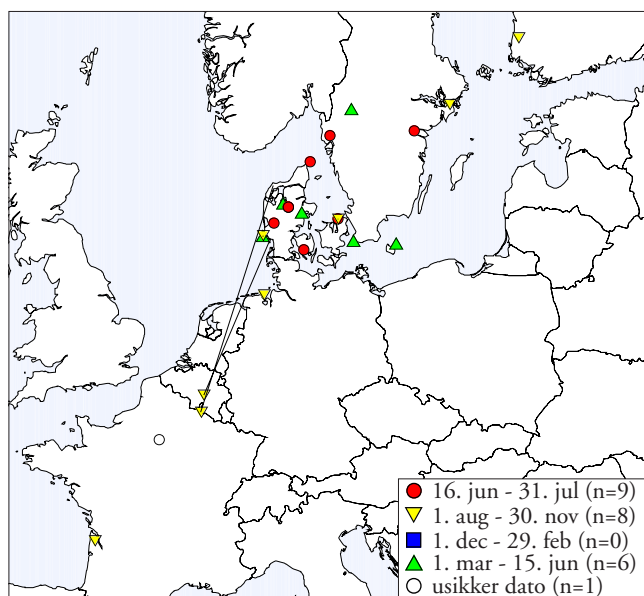 16. jun - 31. jul (n=9)
1. aug - 30. nov (n=8)
1. dec - 29. feb (n=0)
1. mar - 15. jun (n=6)
usikker dato (n=1)